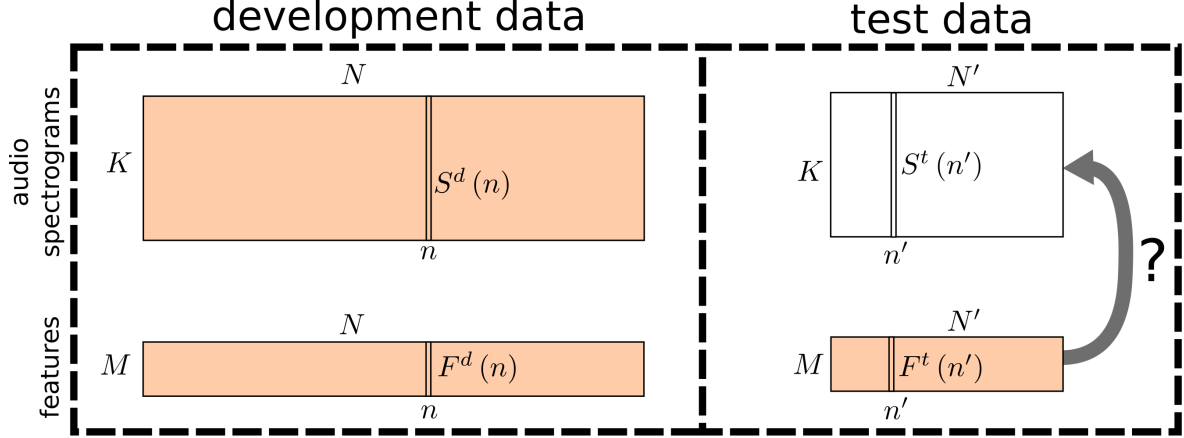 development data
test data
audio
spectrograms
N
K
S^d (n)
n
N′
K
S^t (n′)
n′
?
features
N
M
F^d (n)
n
N′
M
F^t (n′)
n′